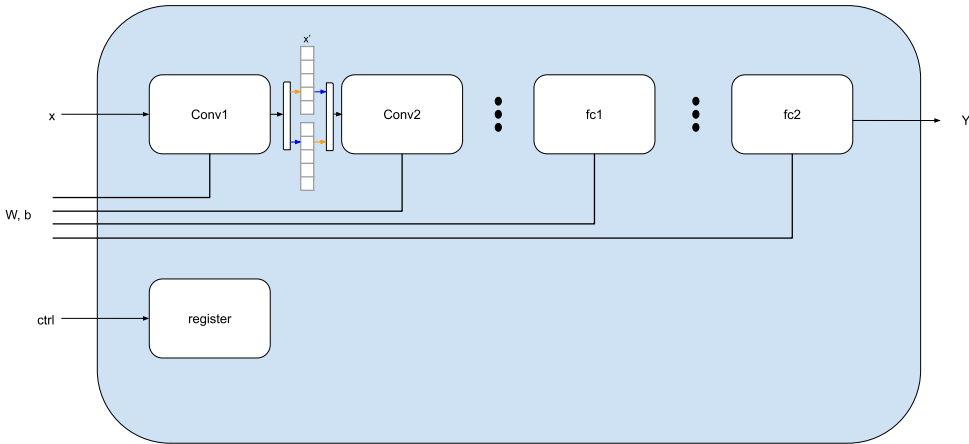 x'
x
Conv1
Conv2
fc1
fc2
Y
W, b
ctrl
register